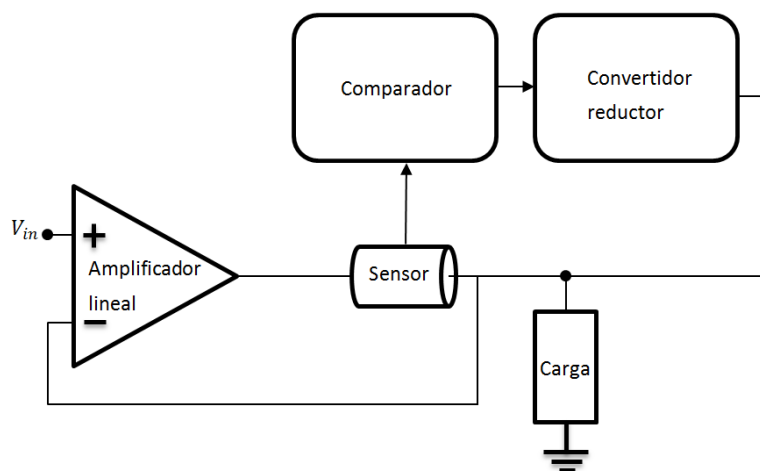 Comparador
Convertidor
reductor
V_in
+
Amplificador
lineal
−
Sensor
Carga